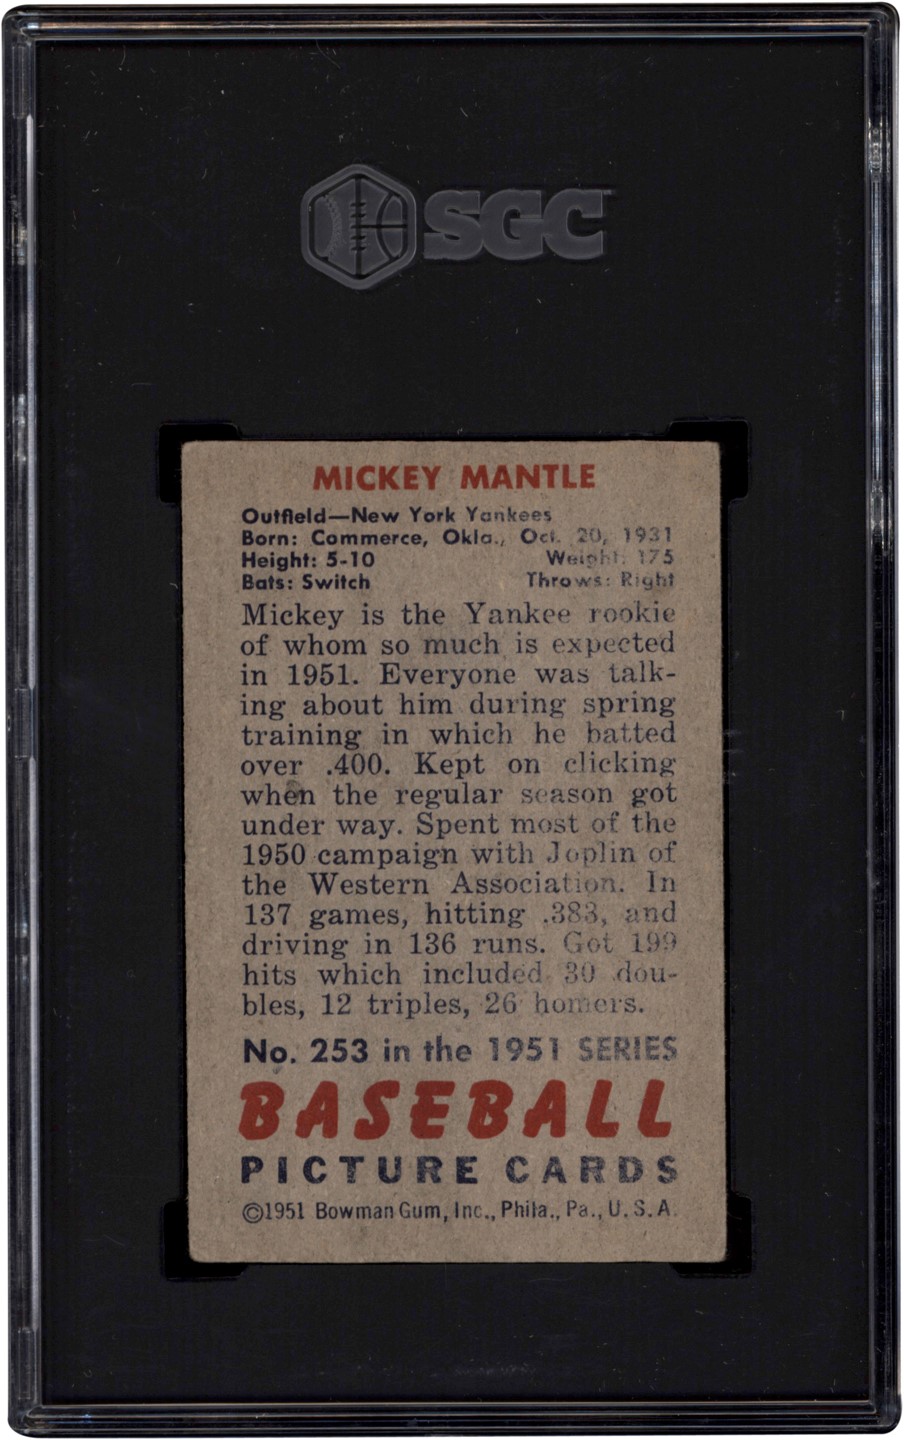 SGC
MICKEY MANTLE
Outfield—New York Yankees
Born: Commerce, Okla., Oct. 20, 1931
Height: 5-10 Weight: 175
Bats: Switch Throws: Right
Mickey is the Yankee rookie
of whom so much is expected
in 1951. Everyone was talk-
ing about him during spring
training in which he batted
over .400. Kept on clicking
when the regular season got
under way. Spent most of the
1950 campaign with Joplin of
the Western Association. In
137 games, hitting .383, and
driving in 136 runs. Got 199
hits which included 30 dou-
bles, 12 triples, 26 homers.
No. 253 in the 1951 SERIES
BASEBALL
PICTURE CARDS
©1951 Bowman Gum, Inc., Phila., Pa., U.S.A.